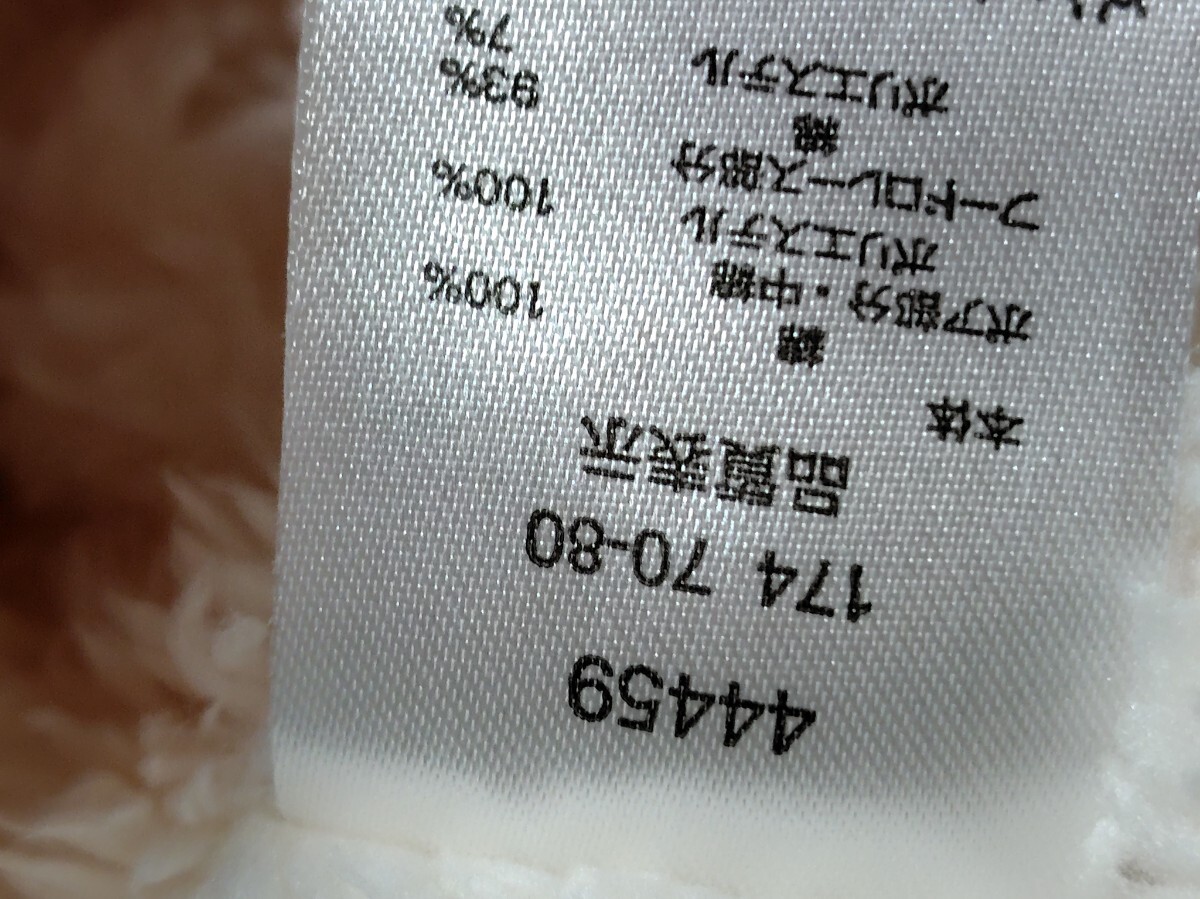 44459
174 70-80
品質表示
本体
綿 100%
ボア部分・中綿
ポリエステル 100%
フードロレース部分
綿 93%
ポリエステル 7%